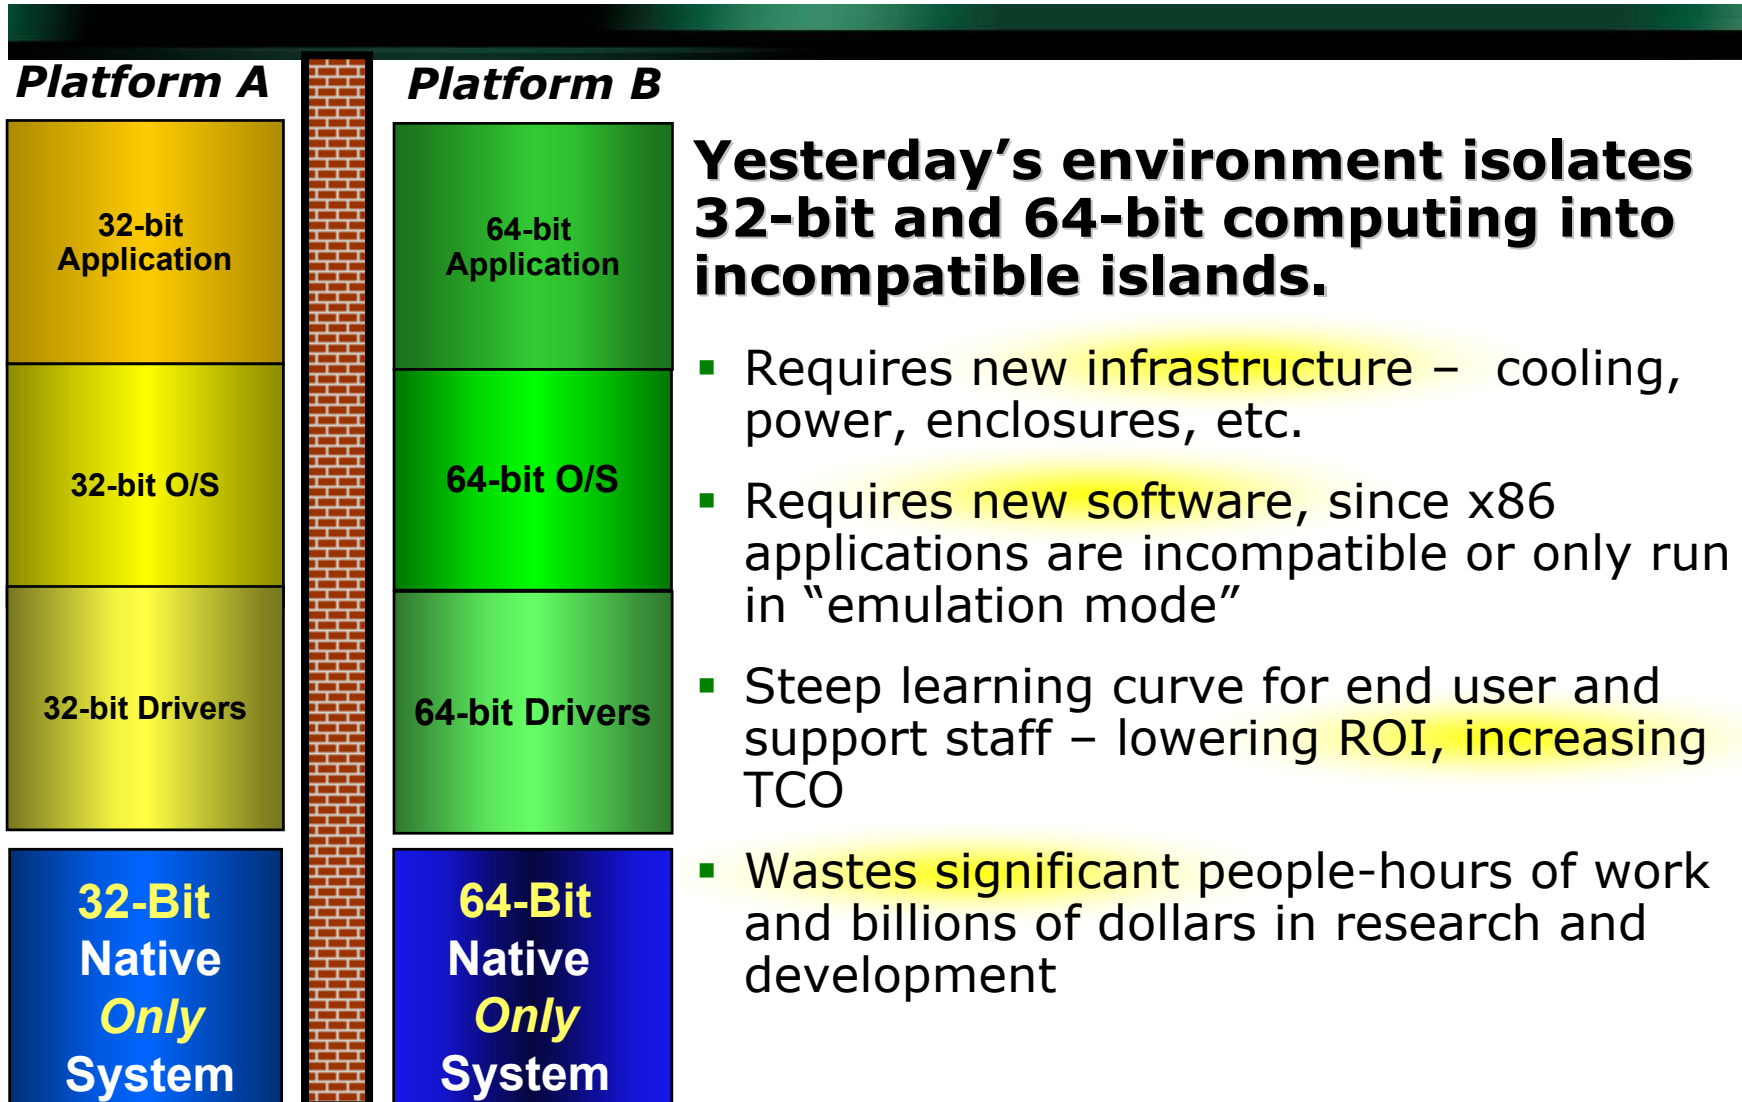 Platform A
32-bit
Application
32-bit O/S
32-bit Drivers
32-Bit
Native
Only
System
Platform B
64-bit
Application
64-bit O/S
64-bit Drivers
64-Bit
Native
Only
System
Yesterday’s environment isolates
32-bit and 64-bit computing into
incompatible islands.
▪ Requires new infrastructure – cooling,
power, enclosures, etc.
▪ Requires new software, since x86
applications are incompatible or only run
in “emulation mode”
▪ Steep learning curve for end user and
support staff – lowering ROI, increasing
TCO
▪ Wastes significant people-hours of work
and billions of dollars in research and
development